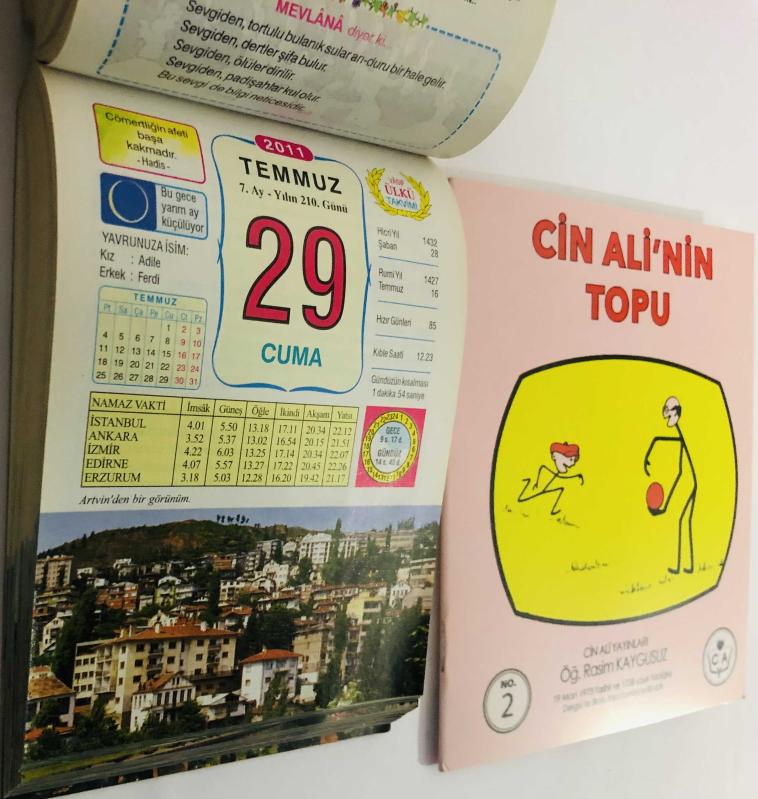 MEVLÂNÂ diyor ki...
Sevgiden, tortulu bulanık sular arı-duru bir hale gelir.
Sevgiden, dertler şifa bulur.
Sevgiden, ölüler dirilir.
Sevgiden, padişahlar kul olur.
Bu sevgi de bilgi neticesidir...
Cömertliğin afeti
başa
kakmadır.
-Hadis-
Bu gece
yarım ay
küçülüyor
YAVRUNUZA İSİM:
Kız : Adile
Erkek : Ferdi
TEMMUZ
Pt Sa Ça Pe Cu Ct Pz
1 2 3
4 5 6 7 8 9 10
11 12 13 14 15 16 17
18 19 20 21 22 23 24
25 26 27 28 29 30 31
2011
TEMMUZ
7. Ay - Yılın 210. Günü
29
CUMA
ÜLKÜ
TAKVİMİ
Hicri Yıl 1432
Şaban 28
Rumi Yıl 1427
Temmuz 16
Hızır Günleri 85
Kıble Saati 12.23
Gündüzün kısalması
1 dakika 54 saniye
NAMAZ VAKTİ İmsâk Güneş Öğle İkindi Akşam Yatsı
İSTANBUL 4.01 5.50 13.18 17.11 20.34 22.12
ANKARA 3.52 5.37 13.02 16.54 20.15 21.51
İZMİR 4.22 6.03 13.25 17.14 20.34 22.07
EDİRNE 4.07 5.57 13.27 17.22 20.45 22.26
ERZURUM 3.18 5.03 12.28 16.20 19.42 21.17
GECE
9 s. 17 d.
GÜNDÜZ
14 s. 43 d.
Artvin'den bir görünüm.
CİN ALİ'NİN
TOPU
CİN ALİ YAYINLARI
Öğ. Rasim KAYGUSUZ
NO.
2
C A